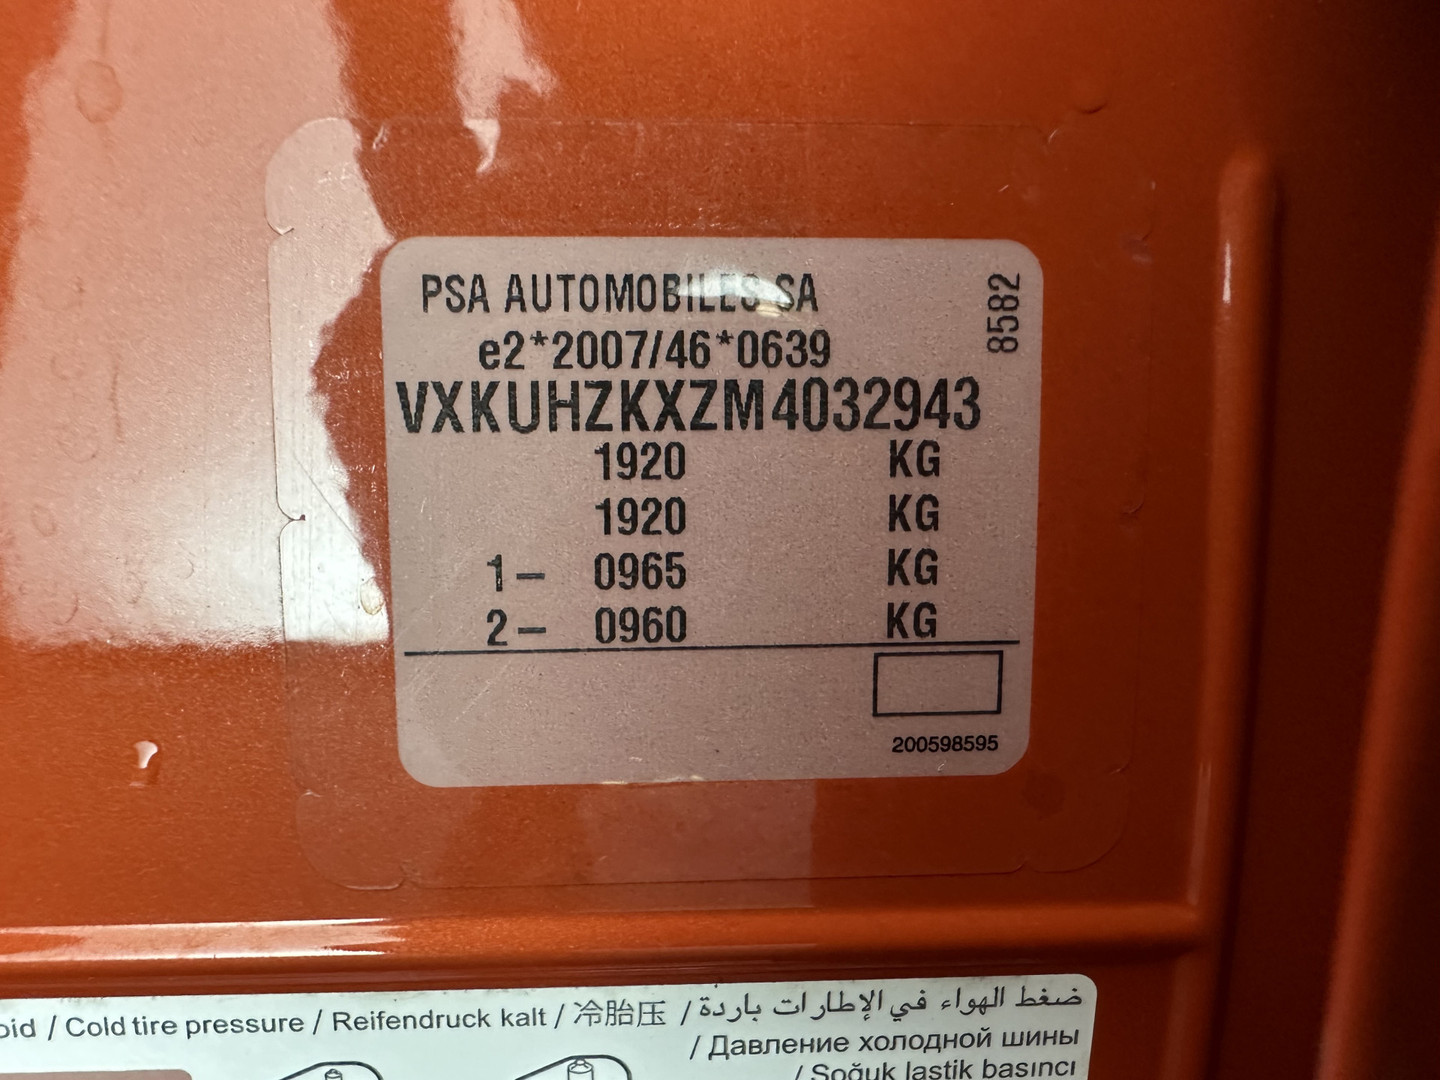 PSA AUTOMOBILES SA
8582
e2*2007/46*0639
VXKUHZKXZM4032943
1920 KG
1920 KG
1– 0965 KG
2– 0960 KG
200598595
/ Cold tire pressure / Reifendruck kalt / 冷胎压 / ضغط الهواء في الإطارات باردة
/ Давление холодной шины
/ Soğuk lastik basıncı